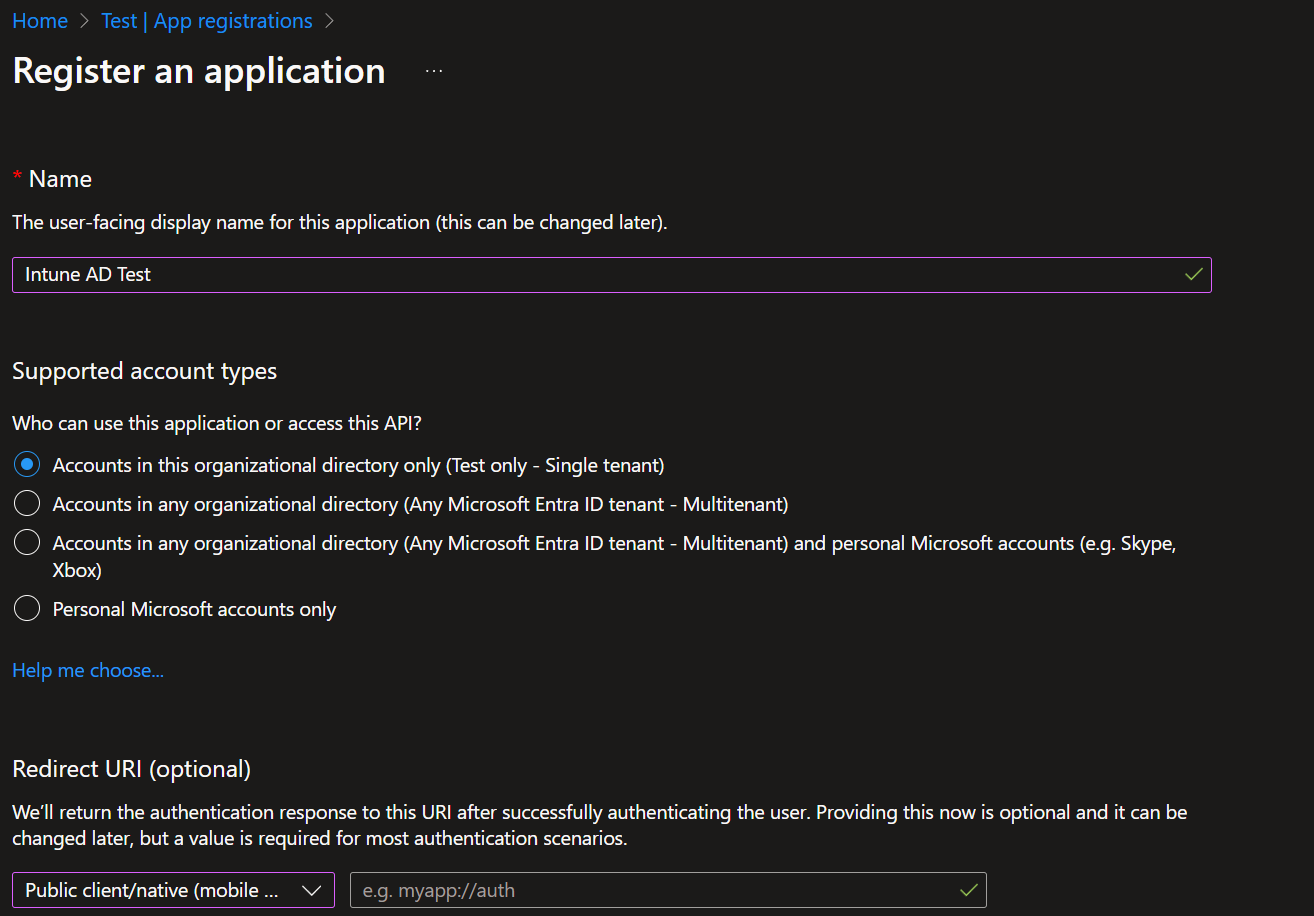 Home > Test | App registrations >
Register an application ...
* Name
The user-facing display name for this application (this can be changed later).
Intune AD Test
Supported account types
Who can use this application or access this API?
Accounts in this organizational directory only (Test only - Single tenant)
Accounts in any organizational directory (Any Microsoft Entra ID tenant - Multitenant)
Accounts in any organizational directory (Any Microsoft Entra ID tenant - Multitenant) and personal Microsoft accounts (e.g. Skype,
Xbox)
Personal Microsoft accounts only
Help me choose...
Redirect URI (optional)
We'll return the authentication response to this URI after successfully authenticating the user. Providing this now is optional and it can be
changed later, but a value is required for most authentication scenarios.
Public client/native (mobile ... e.g. myapp://auth